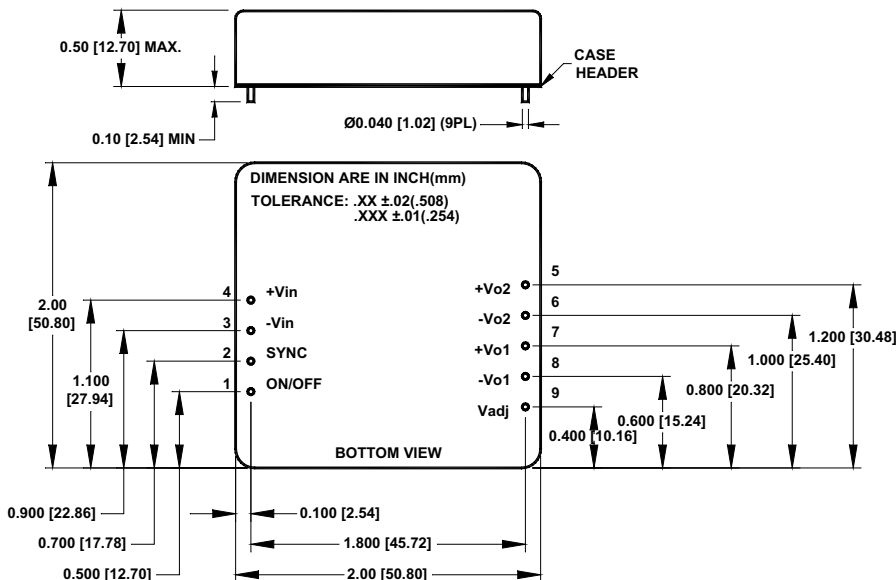 0.50 [12.70] MAX.
CASE
HEADER
0.10 [2.54] MIN
Ø0.040 [1.02] (9PL)
DIMENSION ARE IN INCH(mm)
TOLERANCE: .XX ±.02(.508)
.XXX ±.01(.254)
2.00
[50.80]
1.100
[27.94]
4 +Vin
3 -Vin
2 SYNC
1 ON/OFF
+Vo2 5
-Vo2 6
+Vo1 7
-Vo1 8
Vadj 9
1.200 [30.48]
1.000 [25.40]
0.800 [20.32]
0.600 [15.24]
0.400 [10.16]
BOTTOM VIEW
0.900 [22.86]
0.700 [17.78]
0.500 [12.70]
0.100 [2.54]
1.800 [45.72]
2.00 [50.80]